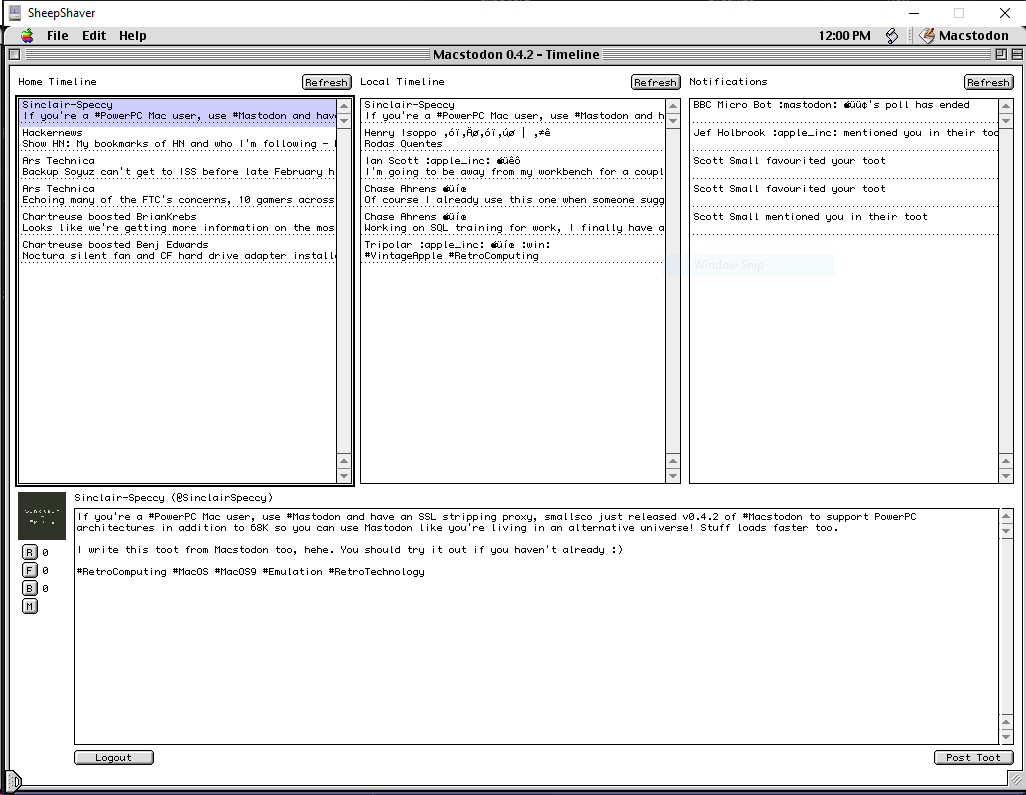 SheepShaver
File Edit Help
12:00 PM Macstodon
Macstodon 0.4.2 - Timeline
Home Timeline
Refresh
Sinclair-Speccy
If you're a #PowerPC Mac user, use #Mastodon and have
Hackernews
Show HN: My bookmarks of HN and who I'm following -
Ars Technica
Backup Soyuz can't get to ISS before late February h
Ars Technica
Echoing many of the FTC's concerns, 10 gamers across
Chartreuse boosted BrianKrebs
Looks like we're getting more information on the mos
Chartreuse boosted Benj Edwards
Noctura silent fan and CF hard drive adapter installe
Local Timeline
Refresh
Sinclair-Speccy
If you're a #PowerPC Mac user, use #Mastodon and h
Henry Isoppo
Rodas Quentes
Ian Scott :apple_inc:
I'm going to be away from my workbench for a coupl
Chase Ahrens
Of course I already use this one when someone sugg
Chase Ahrens
Working on SQL training for work, I finally have a
Tripolar :apple_inc: :win:
#VintageApple #RetroComputing
Notifications
Refresh
BBC Micro Bot :mastodon: 's poll has ended
Jef Holbrook :apple_inc: mentioned you in their too
Scott Small favourited your toot
Scott Small favourited your toot
Scott Small mentioned you in their toot
Window Snip
Sinclair-Speccy (@SinclairSpeccy)
R 0
F 0
B 0
M
If you're a #PowerPC Mac user, use #Mastodon and have an SSL stripping proxy, smallsco just released v0.4.2 of #Macstodon to support PowerPC
architectures in addition to 68K so you can use Mastodon like you're living in an alternative universe! Stuff loads faster too.
I write this toot from Macstodon too, hehe. You should try it out if you haven't already :)
#RetroComputing #MacOS #MacOS9 #Emulation #RetroTechnology
Logout
Post Toot